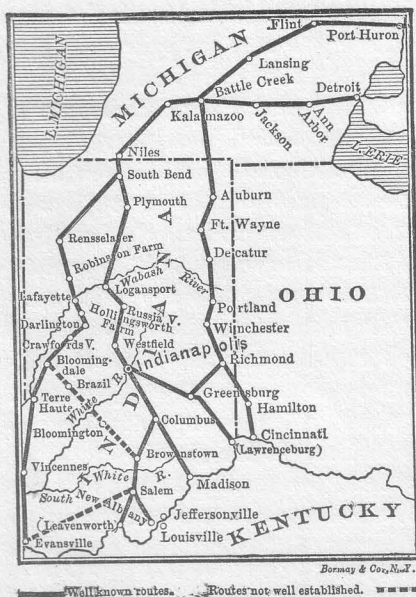 Flint
Port Huron
MICHIGAN
Lansing
L. MICHIGAN
Battle Creek
Detroit
Kalamazoo
Jackson
Ann Arbor
L. ERIE
Niles
South Bend
Plymouth
Auburn
Ft. Wayne
Rensselaer
Robinson Farm
Decatur
Wabash River
Logansport
INDIANA
OHIO
Lafayette
Russiav.
Portland
Hollingsworth Farm
Darlington
Winchester
Crawfordsv.
Westfield
Indianapolis
Bloomingdale
Richmond
Brazil
Greensburg
Hamilton
Terre Haute
White R.
Columbus
Bloomington
Cincinnati
(Lawrenceburg)
Brownstown
Vincennes
White R.
Madison
South
Salem
New Albany
Jeffersonville
(Leavenworth)
Louisville
KENTUCKY
Evansville
Bormay & Co., N.Y.
Well known routes.
Routes not well established.